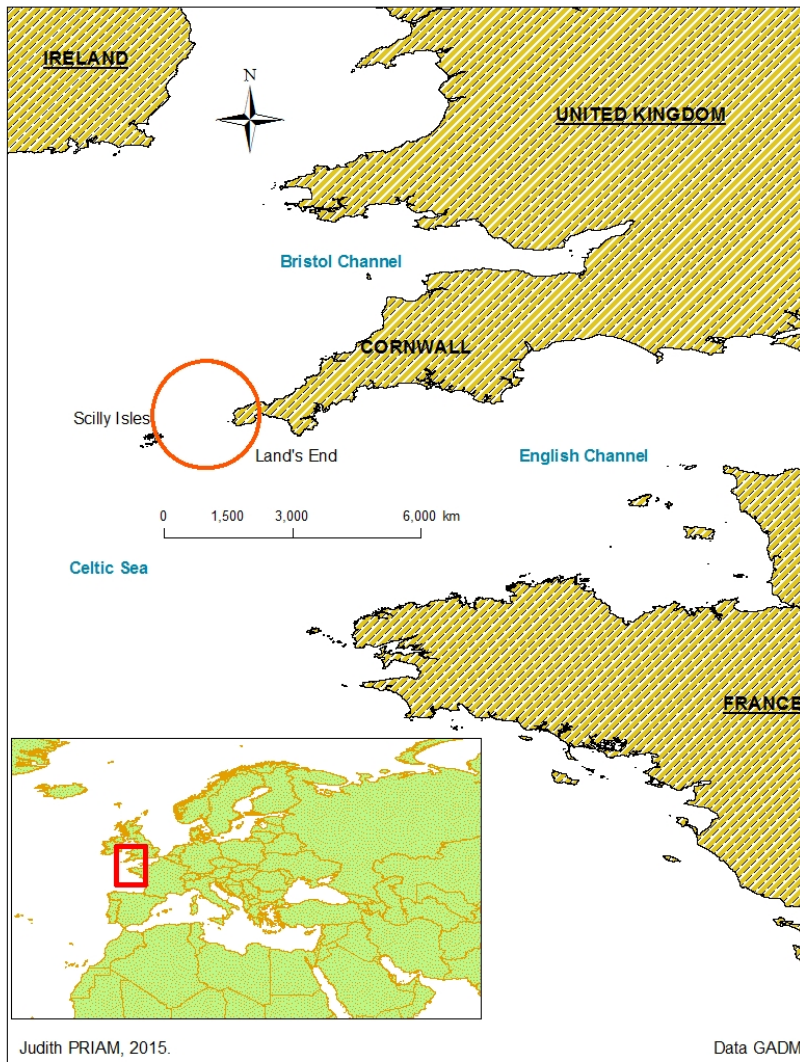 IRELAND
N
UNITED KINGDOM
Bristol Channel
CORNWALL
Scilly Isles
Land's End
English Channel
0 1,500 3,000 6,000 km
Celtic Sea
FRANCE
Judith PRIAM, 2015.
Data GADM